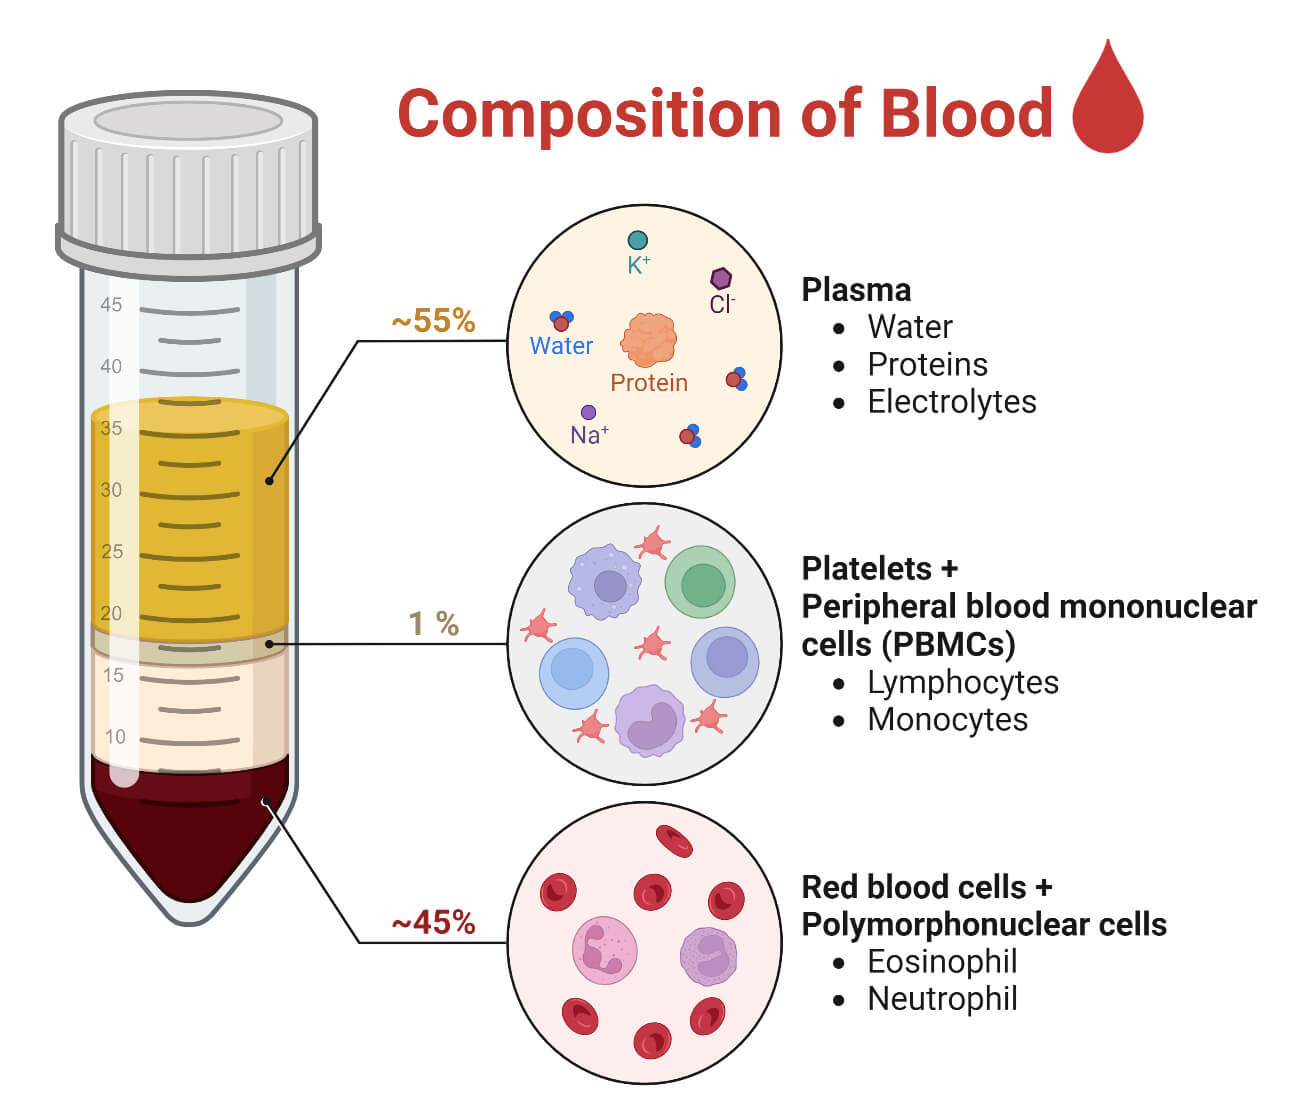 Composition of Blood
45
40
35
30
25
20
15
10
~55%
K+
Cl-
Water
Protein
Na+
Plasma
• Water
• Proteins
• Electrolytes
1 %
Platelets +
Peripheral blood mononuclear
cells (PBMCs)
• Lymphocytes
• Monocytes
~45%
Red blood cells +
Polymorphonuclear cells
• Eosinophil
• Neutrophil